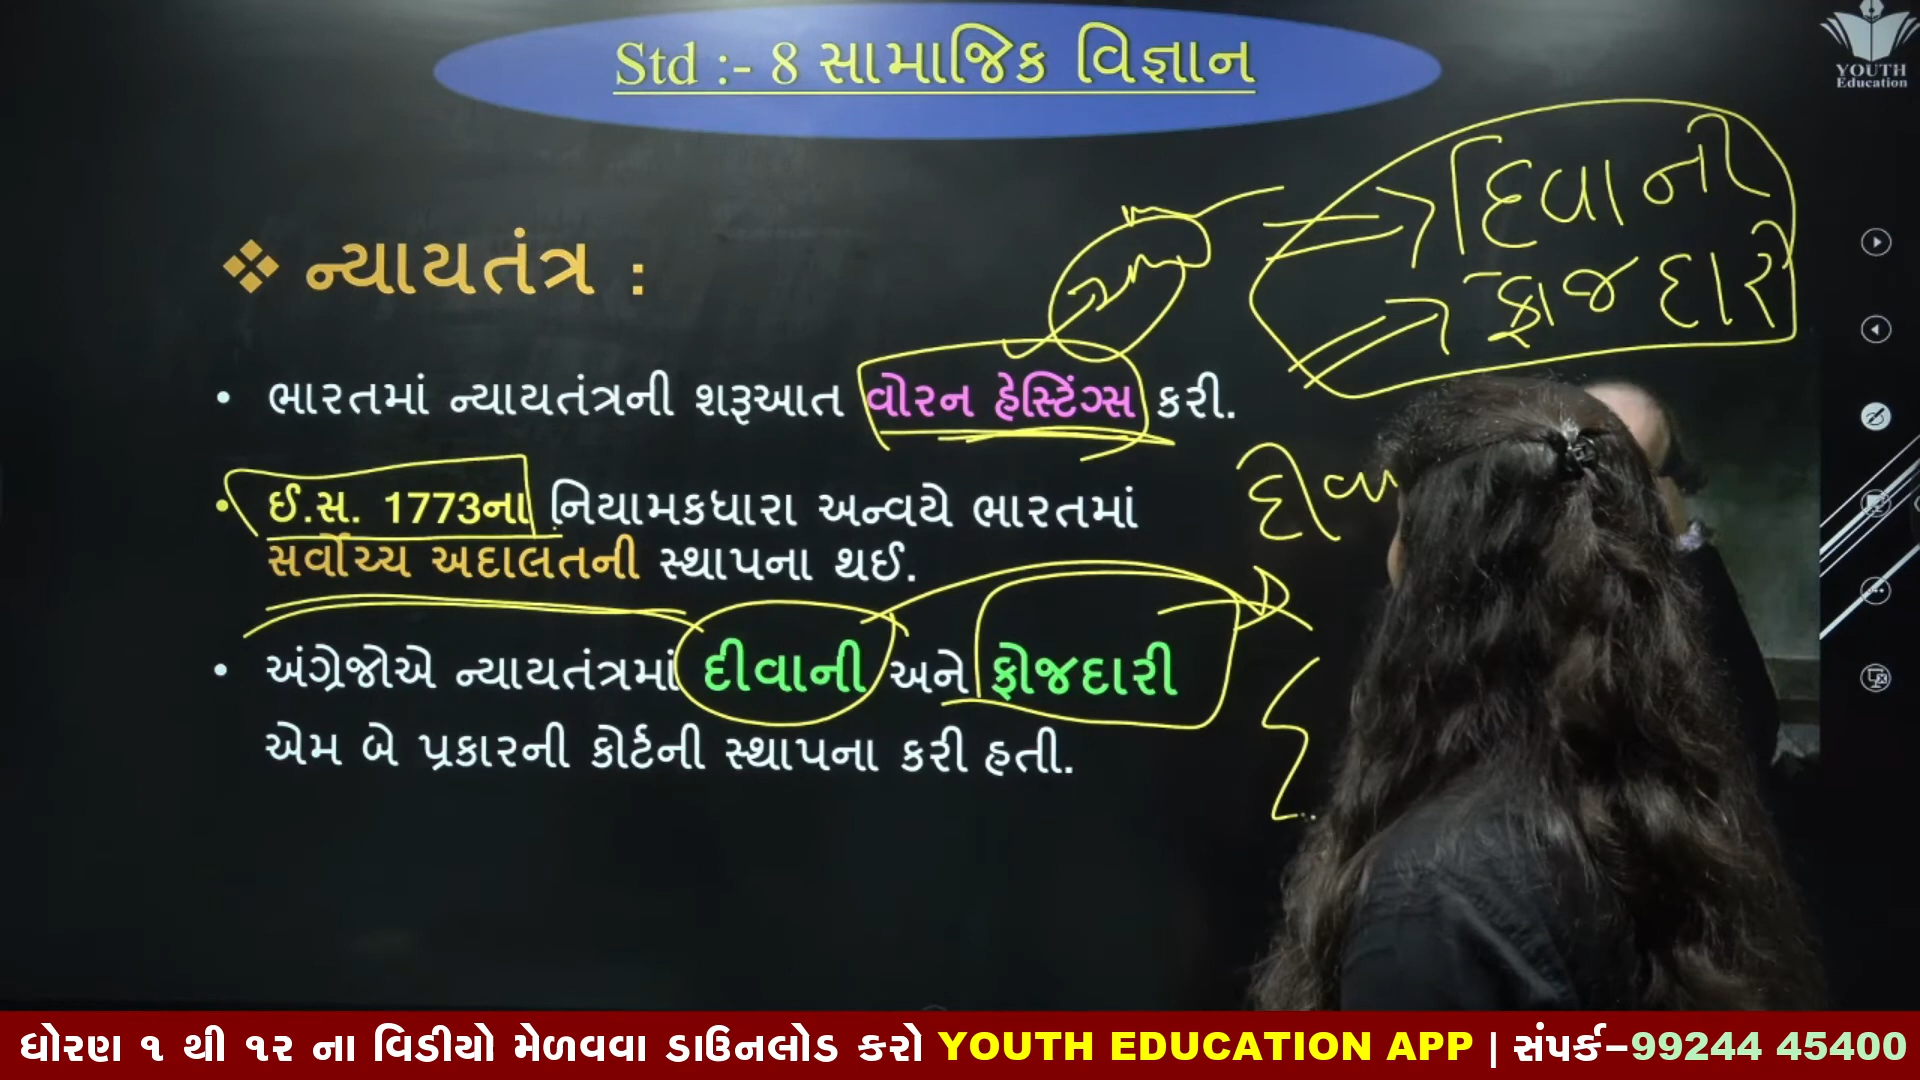 Std :- 8 સામાજિક વિજ્ઞાન
YOUTH
Education
દિવાની
ફોજદારી
❖ ન્યાયતંત્ર :
• ભારતમાં ન્યાયતંત્રની શરૂઆત વોરન હેસ્ટિંગ્સ કરી.
• ઈ.સ. 1773ના નિયામકધારા અન્વયે ભારતમાં
સર્વોચ્ચ અદાલતની સ્થાપના થઈ.
• અંગ્રેજોએ ન્યાયતંત્રમાં દીવાની અને ફોજદારી
એમ બે પ્રકારની કોર્ટની સ્થાપના કરી હતી.
ધોરણ ૧ થી ૧૨ ના વિડીયો મેળવવા ડાઉનલોડ કરો YOUTH EDUCATION APP | સંપર્ક–99244 45400